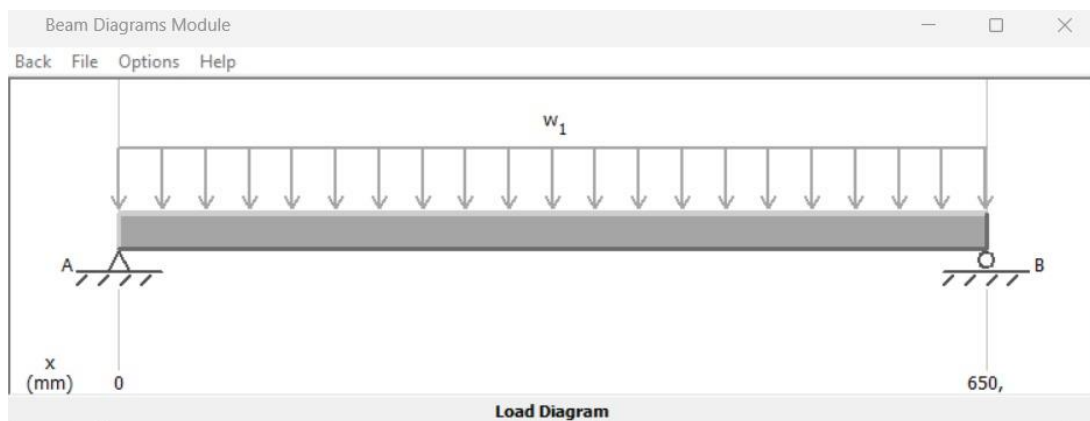 Beam Diagrams Module
Back File Options Help
w1
A
B
x
(mm) 0 650,
Load Diagram